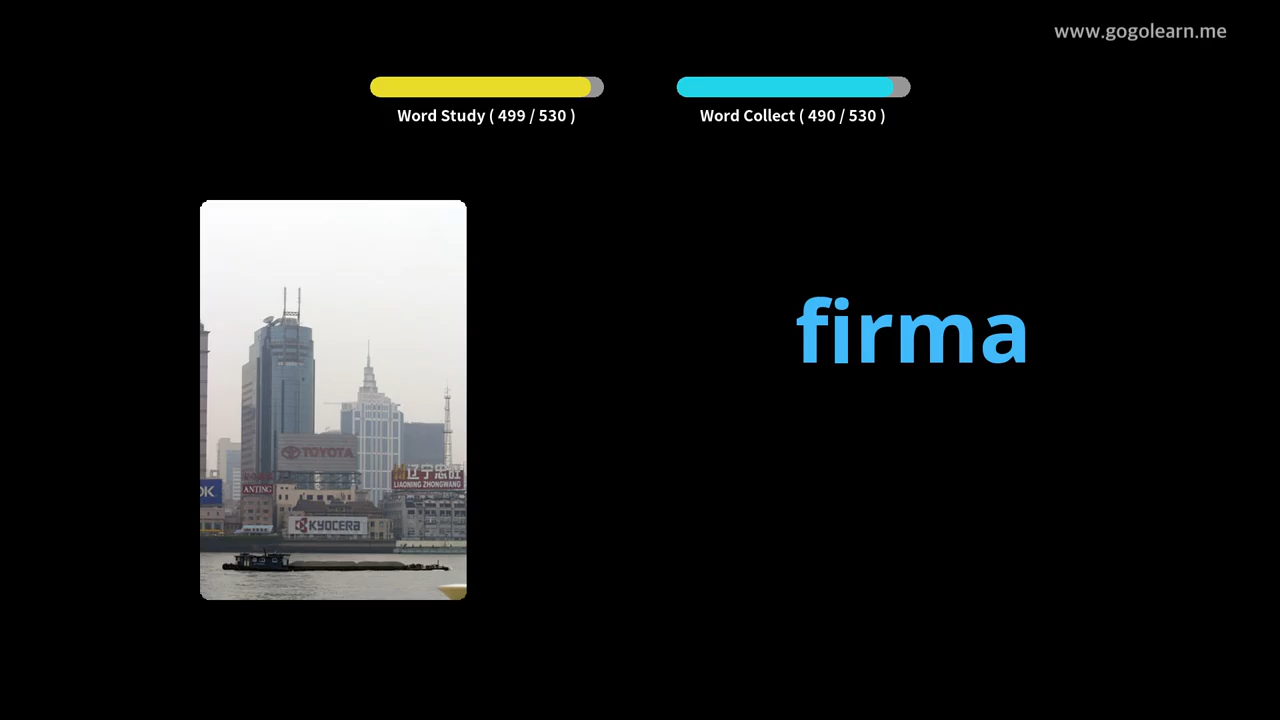 www.gogolearn.me
Word Study ( 499 / 530 )
Word Collect ( 490 / 530 )
firma
TOYOTA
辽宁忠旺
LIAONING ZHONGWANG
OK
ANTING
KYOCERA